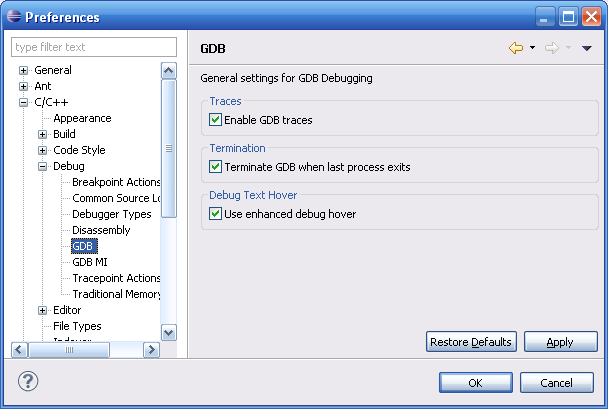 Preferences
type filter text
General
Ant
C/C++
Appearance
Build
Code Style
Debug
Breakpoint Actions
Common Source Lo
Debugger Types
Disassembly
GDB
GDB MI
Tracepoint Actions
Traditional Memory
Editor
File Types
Indexer
GDB
General settings for GDB Debugging
Traces
Enable GDB traces
Termination
Terminate GDB when last process exits
Debug Text Hover
Use enhanced debug hover
Restore Defaults
Apply
?
OK
Cancel